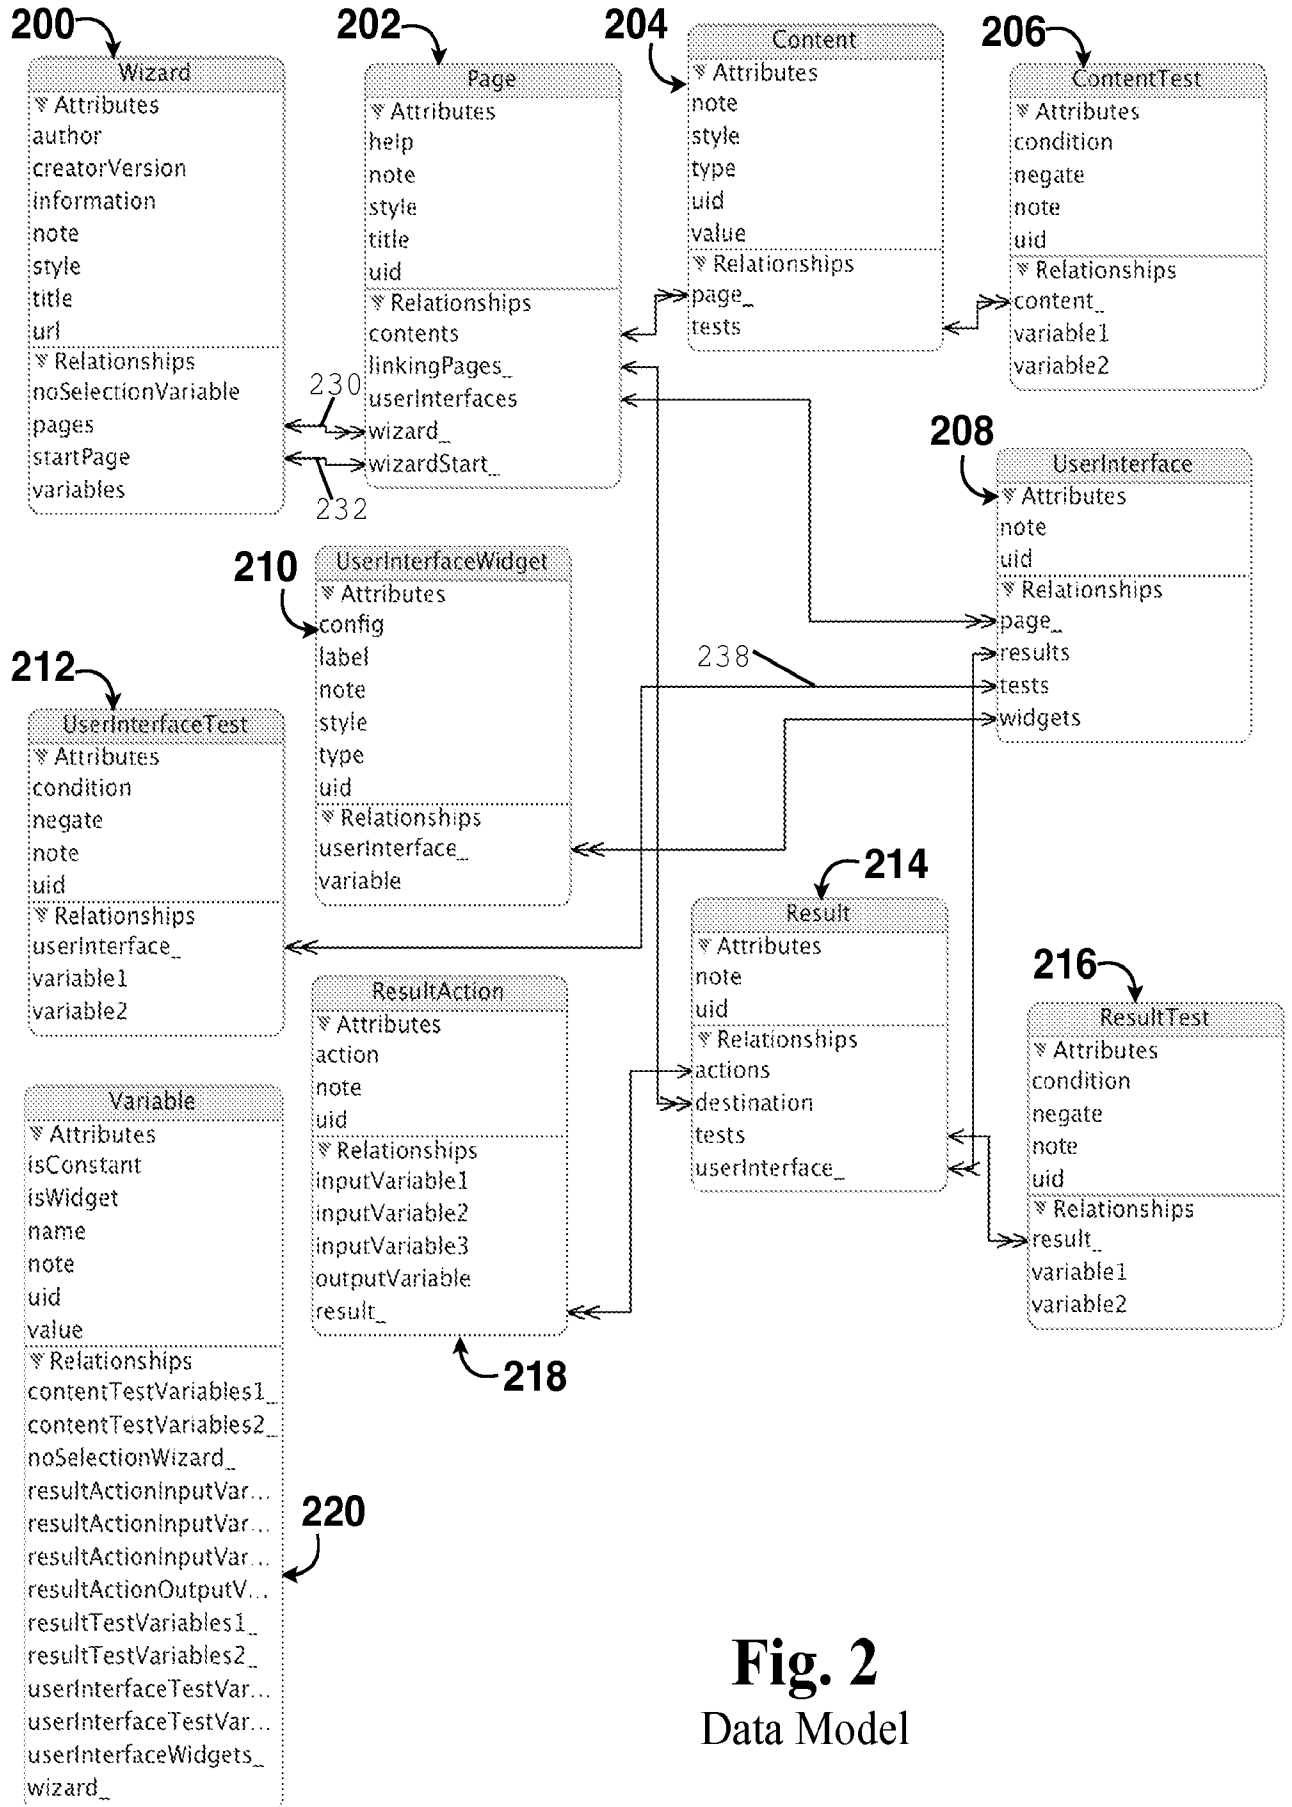 200
Wizard
Attributes
author
creatorVersion
information
note
style
title
url
Relationships
noSelectionVariable
pages
startPage
variables
202
Page
Attributes
help
note
style
title
uid
Relationships
contents
linkingPages_
userInterfaces
wizard_
wizardStart_
230
232
204
Content
Attributes
note
style
type
uid
value
Relationships
page_
tests
206
ContentTest
Attributes
condition
negate
note
uid
Relationships
content_
variable1
variable2
208
UserInterface
Attributes
note
uid
Relationships
page_
results
tests
widgets
238
210
UserInterfaceWidget
Attributes
config
label
note
style
type
uid
Relationships
userInterface_
variable
212
UserInterfaceTest
Attributes
condition
negate
note
uid
Relationships
userInterface_
variable1
variable2
214
Result
Attributes
note
uid
Relationships
actions
destination
tests
userInterface_
216
ResultTest
Attributes
condition
negate
note
uid
Relationships
result_
variable1
variable2
ResultAction
Attributes
action
note
uid
Relationships
inputVariable1
inputVariable2
inputVariable3
outputVariable
result_
218
Variable
Attributes
isConstant
isWidget
name
note
uid
value
Relationships
contentTestVariables1_
contentTestVariables2_
noSelectionWizard_
resultActionInputVar...
resultActionInputVar...
resultActionInputVar...
resultActionOutputV...
resultTestVariables1_
resultTestVariables2_
userInterfaceTestVar...
userInterfaceTestVar...
userInterfaceWidgets_
wizard_
220
Fig. 2
Data Model